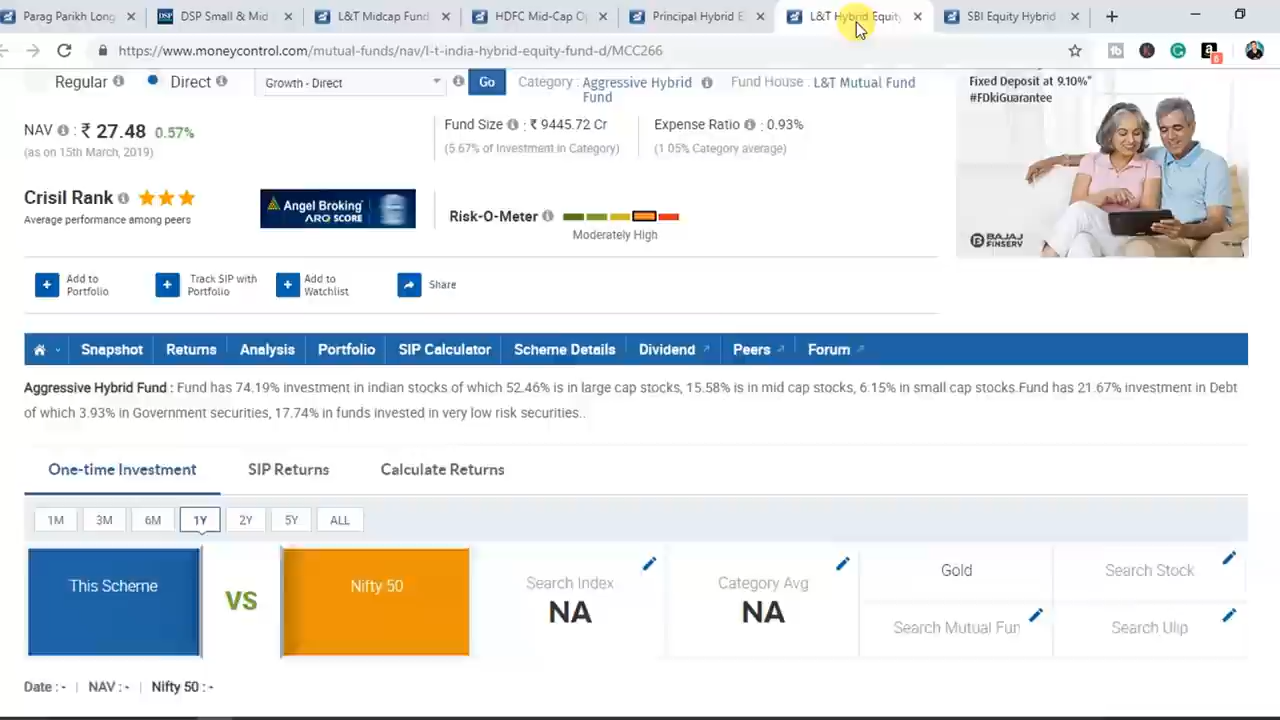 Parag Parikh Long
DSP Small & Mid
L&T Midcap Fund
HDFC Mid-Cap Op
Principal Hybrid E
L&T Hybrid Equity
SBI Equity Hybrid
https://www.moneycontrol.com/mutual-funds/nav/l-t-india-hybrid-equity-fund-d/MCC266
Regular Direct Growth - Direct Go Category : Aggressive Hybrid Fund Fund House : L&T Mutual Fund
NAV : ₹ 27.48 0.57%
(as on 15th March, 2019)
Fund Size : ₹ 9445.72 Cr
(5.67% of Investment in Category)
Expense Ratio : 0.93%
(1.05% Category average)
Fixed Deposit at 9.10%*
#FDkiGuarantee
BAJAJ
FINSERV
Crisil Rank
Average performance among peers
Angel Broking
ARQ SCORE
Risk-O-Meter
Moderately High
Add to
Portfolio
Track SIP with
Portfolio
Add to
Watchlist
Share
Snapshot Returns Analysis Portfolio SIP Calculator Scheme Details Dividend Peers Forum
Aggressive Hybrid Fund : Fund has 74.19% investment in indian stocks of which 52.46% is in large cap stocks, 15.58% is in mid cap stocks, 6.15% in small cap stocks.Fund has 21.67% investment in Debt
of which 3.93% in Government securities, 17.74% in funds invested in very low risk securities..
One-time Investment SIP Returns Calculate Returns
1M 3M 6M 1Y 2Y 5Y ALL
This Scheme
VS
Nifty 50
Search Index
NA
Category Avg
NA
Gold
Search Stock
Search Mutual Fun
Search Ulip
Date : - | NAV : - | Nifty 50 : -